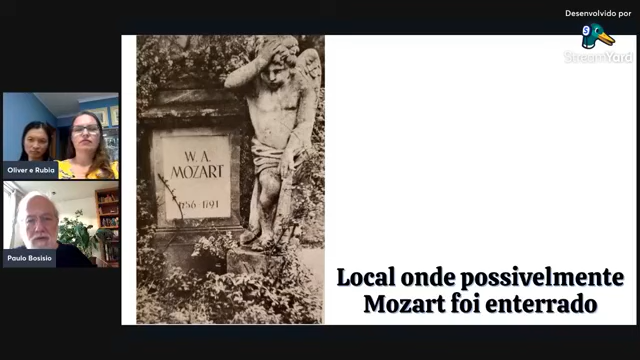 Desenvolvido por
StreamYard
Oliver e Rubia
Paulo Bosisio
W. A.
MOZART
1756-1791
Local onde possivelmente
Mozart foi enterrado